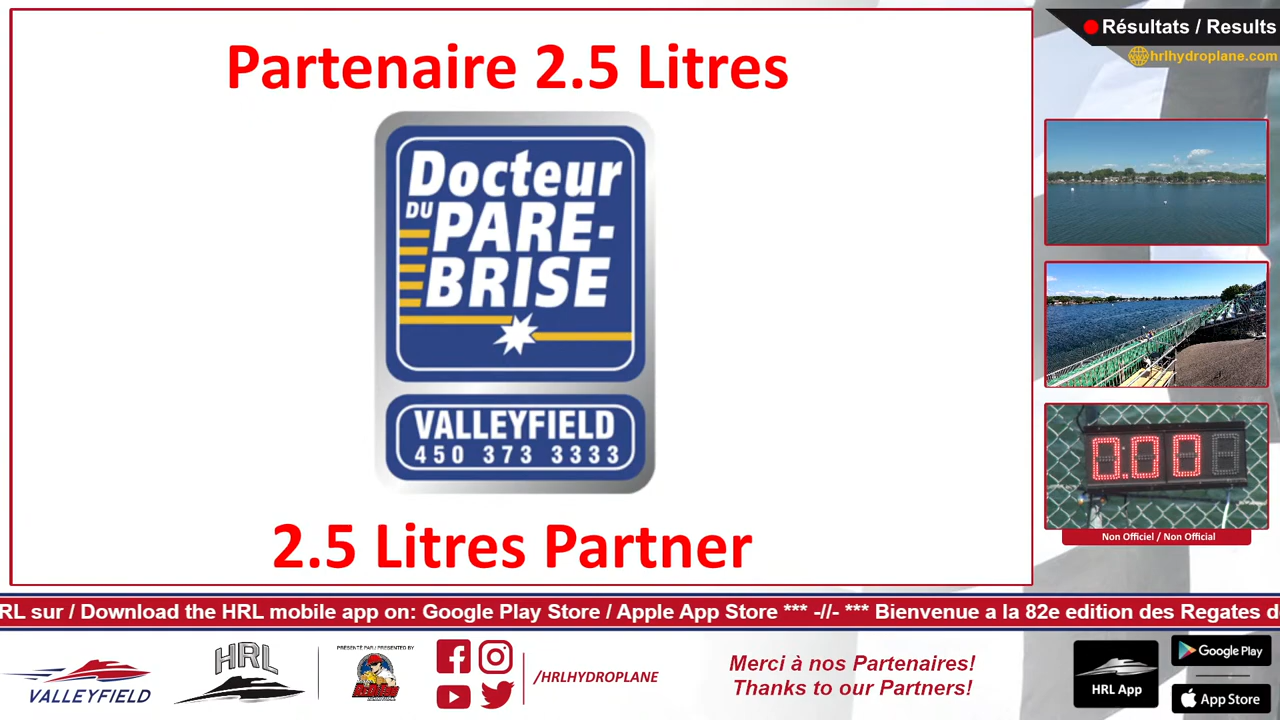 Partenaire 2.5 Litres
Docteur
DU PARE-
BRISE
VALLEYFIELD
450 373 3333
2.5 Litres Partner
Résultats / Results
hrlhydroplane.com
0.00
Non Officiel / Non Official
RL sur / Download the HRL mobile app on: Google Play Store / Apple App Store *** -//- *** Bienvenue a la 82e edition des Regates d
VALLEYFIELD
HRL
PRÉSENTÉ PAR / PRESENTED BY
/HRLHYDROPLANE
Merci à nos Partenaires!
Thanks to our Partners!
HRL App
Google Play
App Store